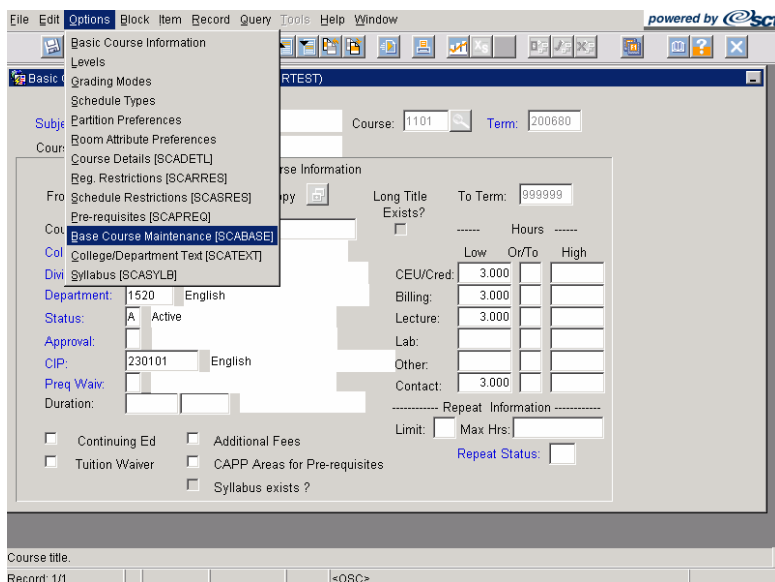 File Edit Options Block Item Record Query Tools Help Window powered by
Basic Course Information
Levels
Basic RTEST)
Grading Modes
Schedule Types
Partition Preferences
Course: 1101 Term: 200680
Room Attribute Preferences
Course Details [SCADETL]
rse Information
Reg. Restrictions [SCARRES]
Schedule Restrictions [SCASRES]
Long Title Exists?
To Term: 999999
Pre-requisites [SCAPREQ]
------ Hours ------
Base Course Maintenance [SCABASE]
Low Or/To High
College/Department Text [SCATEXT]
Syllabus [SCASYLB]
CEU/Cred: 3.000
Department: 1520 English
Billing: 3.000
Status: A Active
Lecture: 3.000
Approval:
Lab:
CIP: 230101 English
Other:
Preq Waiv:
Contact: 3.000
Duration:
------------ Repeat Information ------------
Limit: Max Hrs:
Continuing Ed Additional Fees
Repeat Status:
Tuition Waiver CAPP Areas for Pre-requisites
Syllabus exists ?
Course title.
Record: 1/1 <OSC>